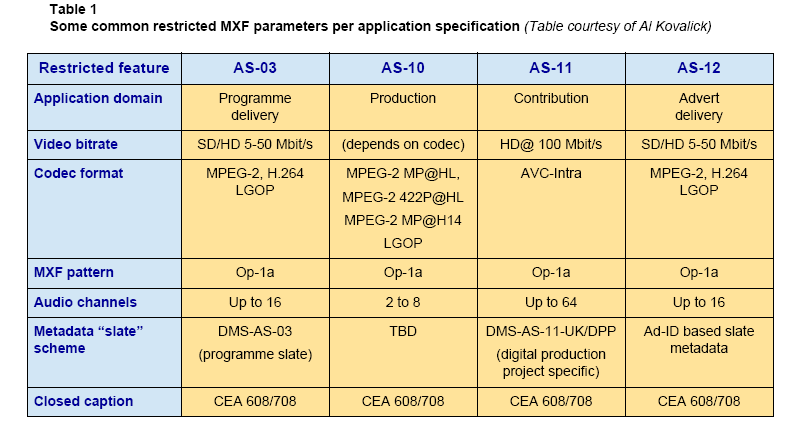 Table 1
Some common restricted MXF parameters per application specification (Table courtesy of Al Kovalick)
Restricted feature AS-03 AS-10 AS-11 AS-12
Application domain Programme delivery Production Contribution Advert delivery
Video bitrate SD/HD 5-50 Mbit/s (depends on codec) HD@ 100 Mbit/s SD/HD 5-50 Mbit/s
Codec format MPEG-2, H.264 LGOP MPEG-2 MP@HL, MPEG-2 422P@HL MPEG-2 MP@H14 LGOP AVC-Intra MPEG-2, H.264 LGOP
MXF pattern Op-1a Op-1a Op-1a Op-1a
Audio channels Up to 16 2 to 8 Up to 64 Up to 16
Metadata “slate” scheme DMS-AS-03 (programme slate) TBD DMS-AS-11-UK/DPP (digital production project specific) Ad-ID based slate metadata
Closed caption CEA 608/708 CEA 608/708 CEA 608/708 CEA 608/708